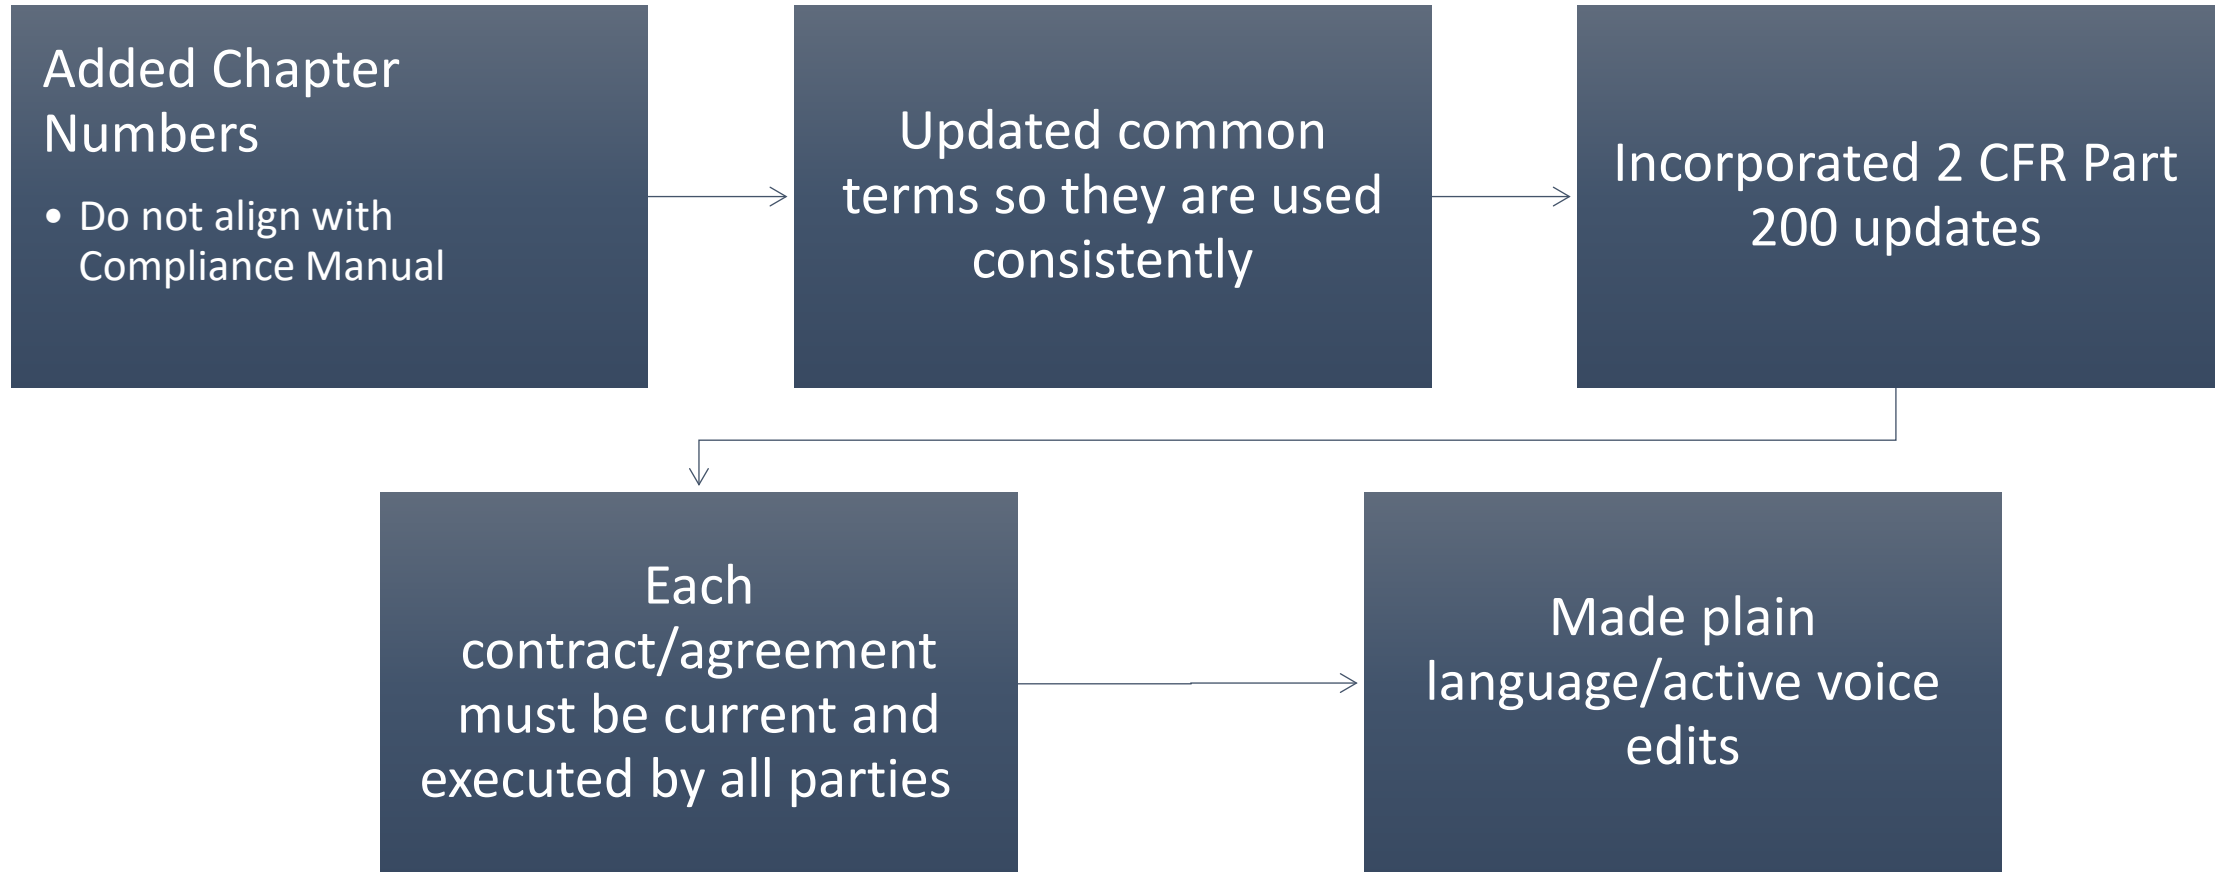 Added Chapter
Numbers
• Do not align with
Compliance Manual
Updated common
terms so they are used
consistently
Incorporated 2 CFR Part
200 updates
Each
contract/agreement
must be current and
executed by all parties
Made plain
language/active voice
edits